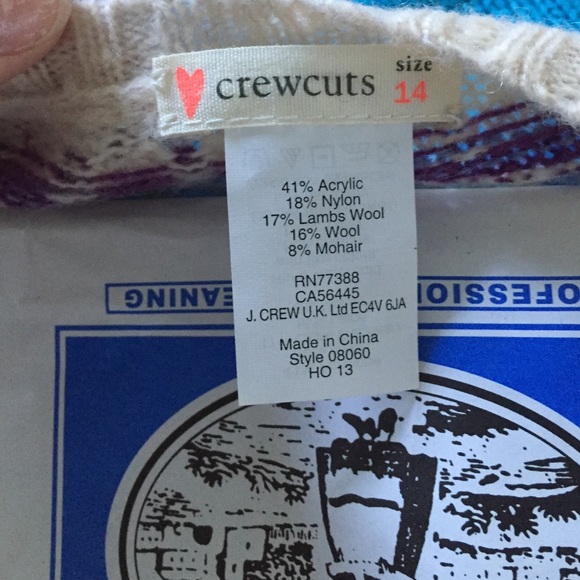 crewcuts
size
14
41% Acrylic
18% Nylon
17% Lambs Wool
16% Wool
8% Mohair
RN77388
CA56445
J. CREW U.K. Ltd EC4V 6JA
Made in China
Style 08060
HO 13